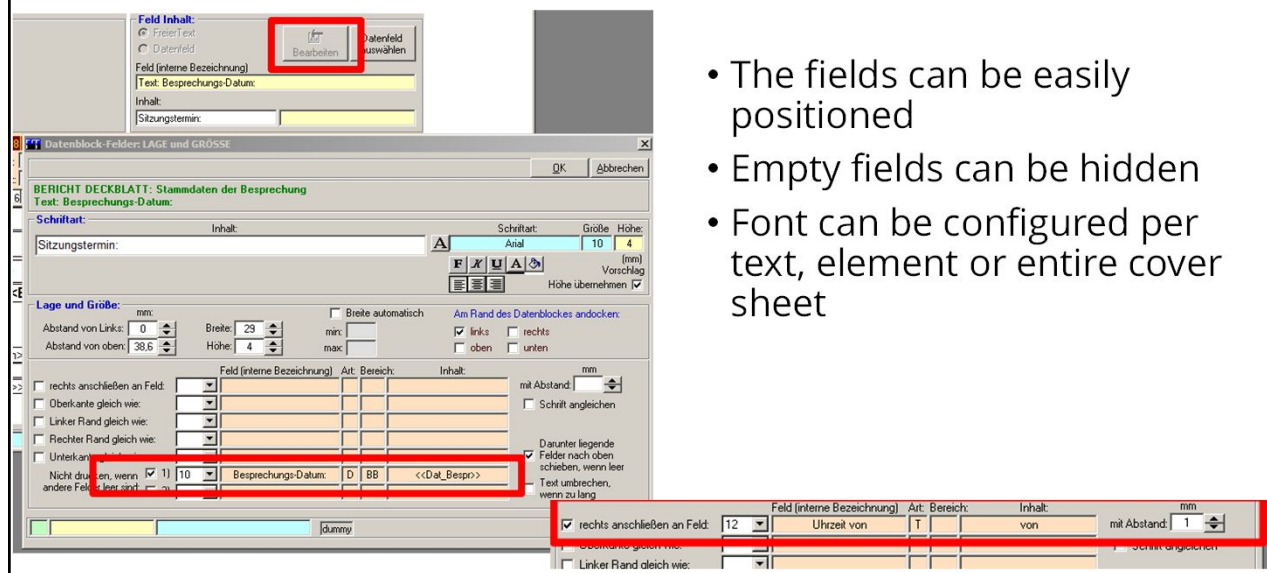 Feld Inhalt:
FreierText
Datenfeld
Bearbeiten
Datenfeld
auswählen
Feld (interne Bezeichnung)
Text: Besprechungs-Datum:
Inhalt:
Sitzungstermin:
Datenblock-Felder: LAGE und GRÖSSE
OK Abbrechen
BERICHT DECKBLATT: Stammdaten der Besprechung
Text: Besprechungs-Datum:
Schriftart:
Inhalt: Schriftart: Größe Höhe:
Sitzungstermin: A Arial 10 4
F K U A (mm)
Vorschlag
Höhe übernehmen
Lage und Größe:
mm: Breite automatisch Am Rand des Datenblockes andocken:
Abstand von Links: 0 Breite: 29 min: links rechts
Abstand von oben: 38,6 Höhe: 4 max: oben unten
Feld (interne Bezeichnung) Art: Bereich: Inhalt: mm
rechts anschließen an Feld: mit Abstand:
Oberkante gleich wie: Schrift angleichen
Linker Rand gleich wie:
Rechter Rand gleich wie:
Darunter liegende
Felder nach oben
schieben, wenn leer
Nicht drucken, wenn 1) 10 Besprechungs-Datum: D BB <<Dat_Bespr>>
andere Felder leer sind:
Text umbrechen,
wenn zu lang
dummy
• The fields can be easily
positioned
• Empty fields can be hidden
• Font can be configured per
text, element or entire cover
sheet
Feld (interne Bezeichnung) Art: Bereich: Inhalt: mm
rechts anschließen an Feld: 12 Uhrzeit von T von mit Abstand: 1
Linker Rand gleich wie: